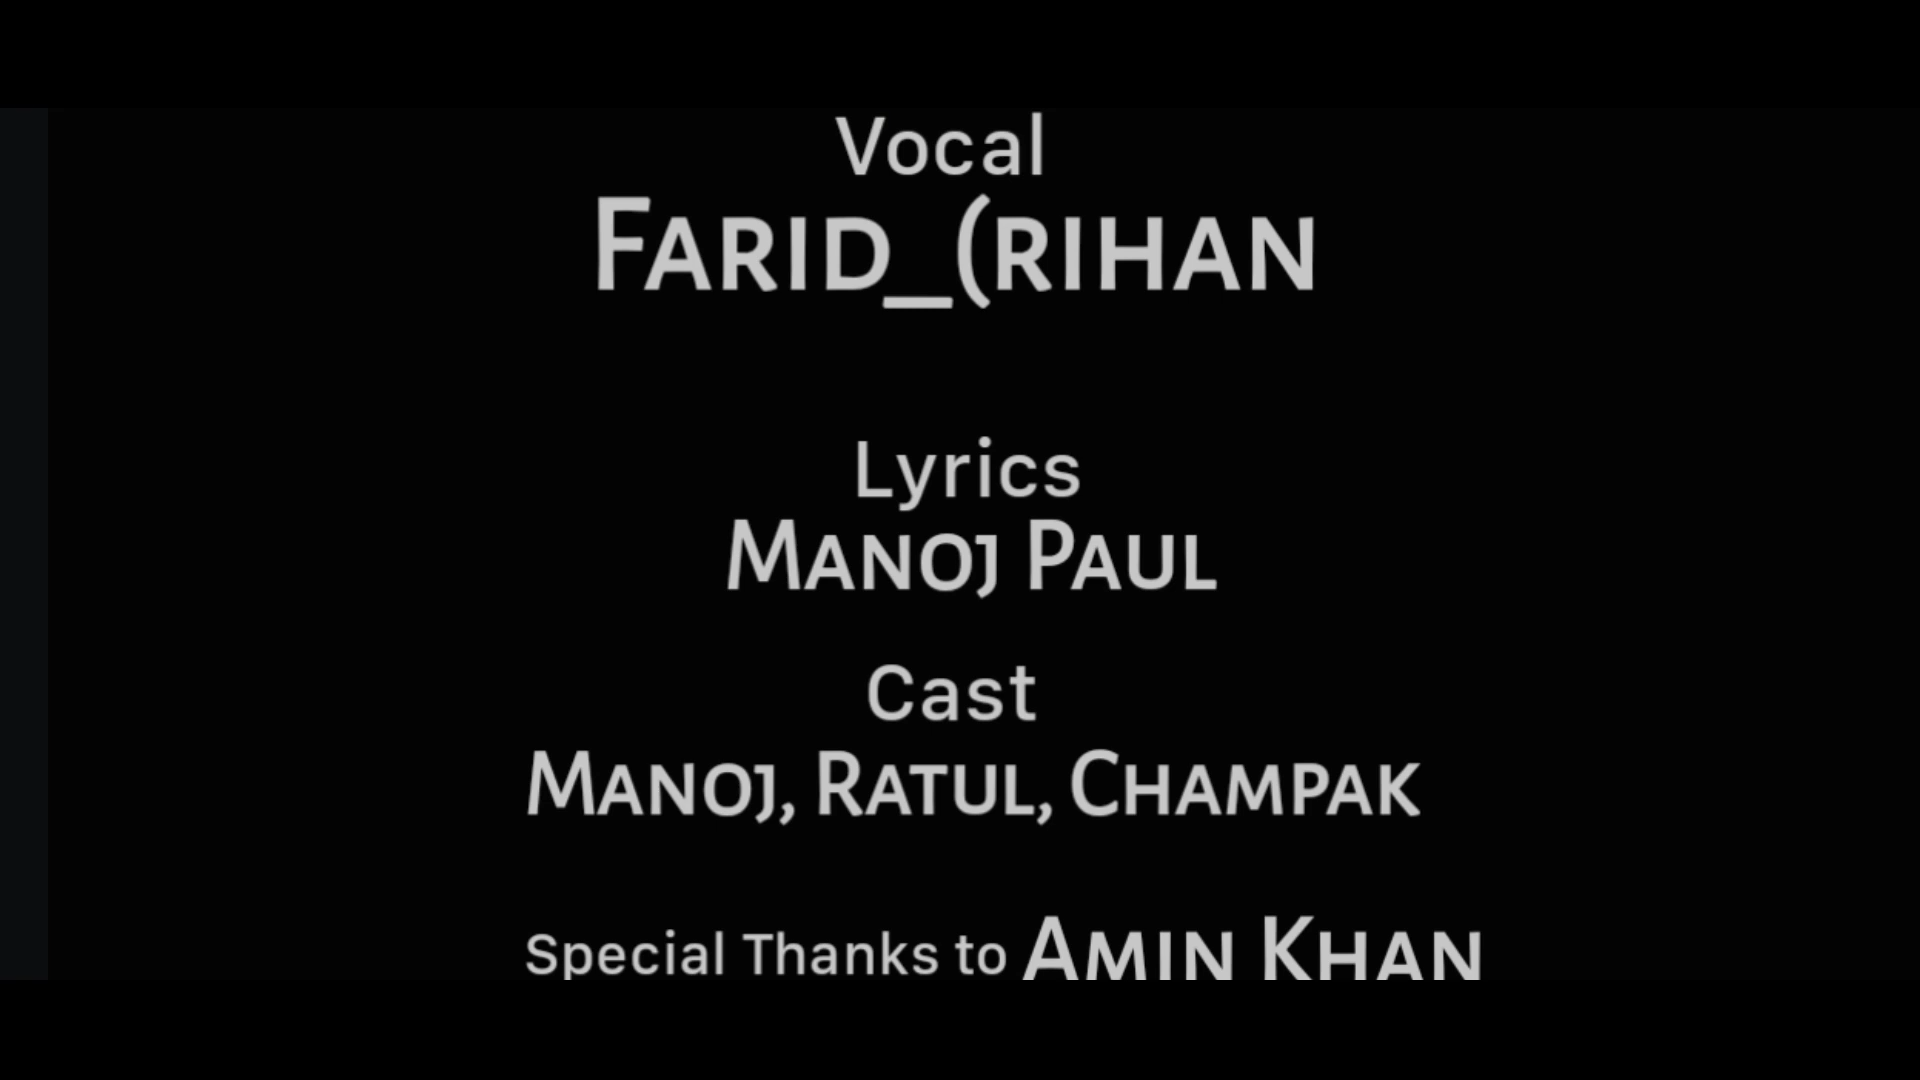 Vocal
Farid_(rihan
Lyrics
Manoj Paul
Cast
Manoj, Ratul, Champak
Special Thanks to Amin Khan